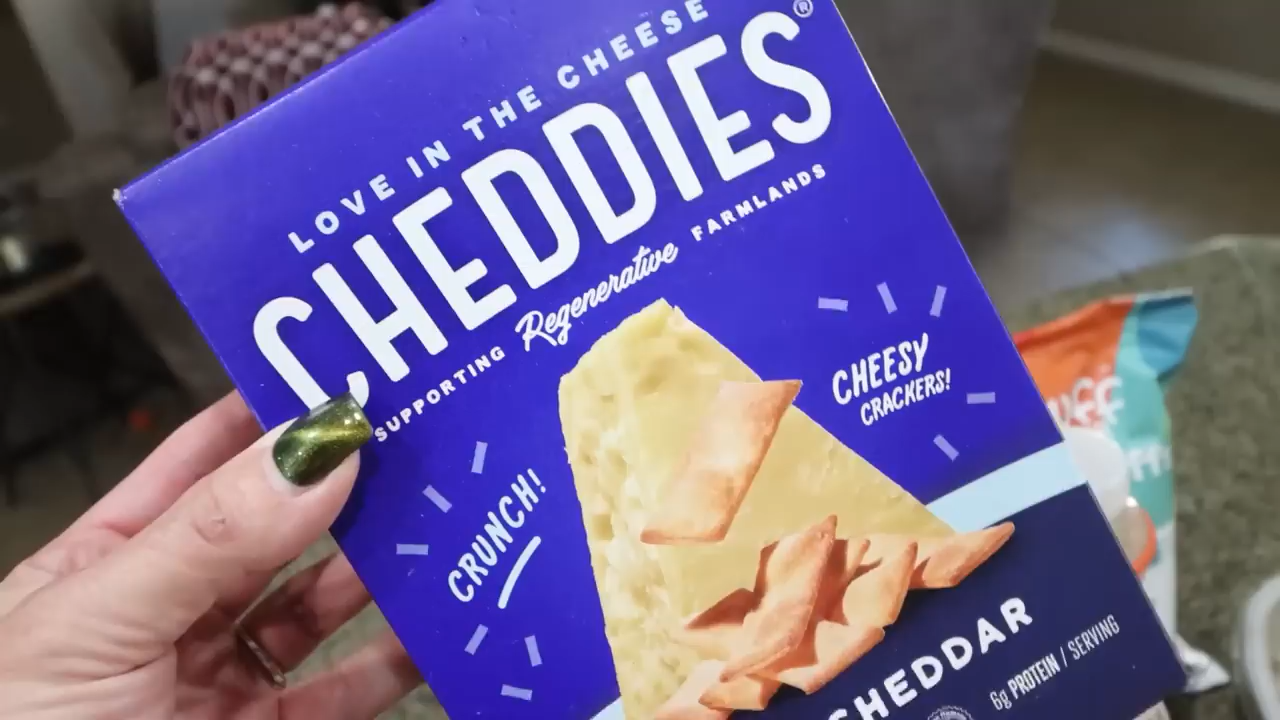 LOVE IN THE CHEESE
CHEDDIES®
SUPPORTING Regenerative FARMLANDS
CHEESY
CRACKERS!
CRUNCH!
CHEDDAR
6g PROTEIN / SERVING